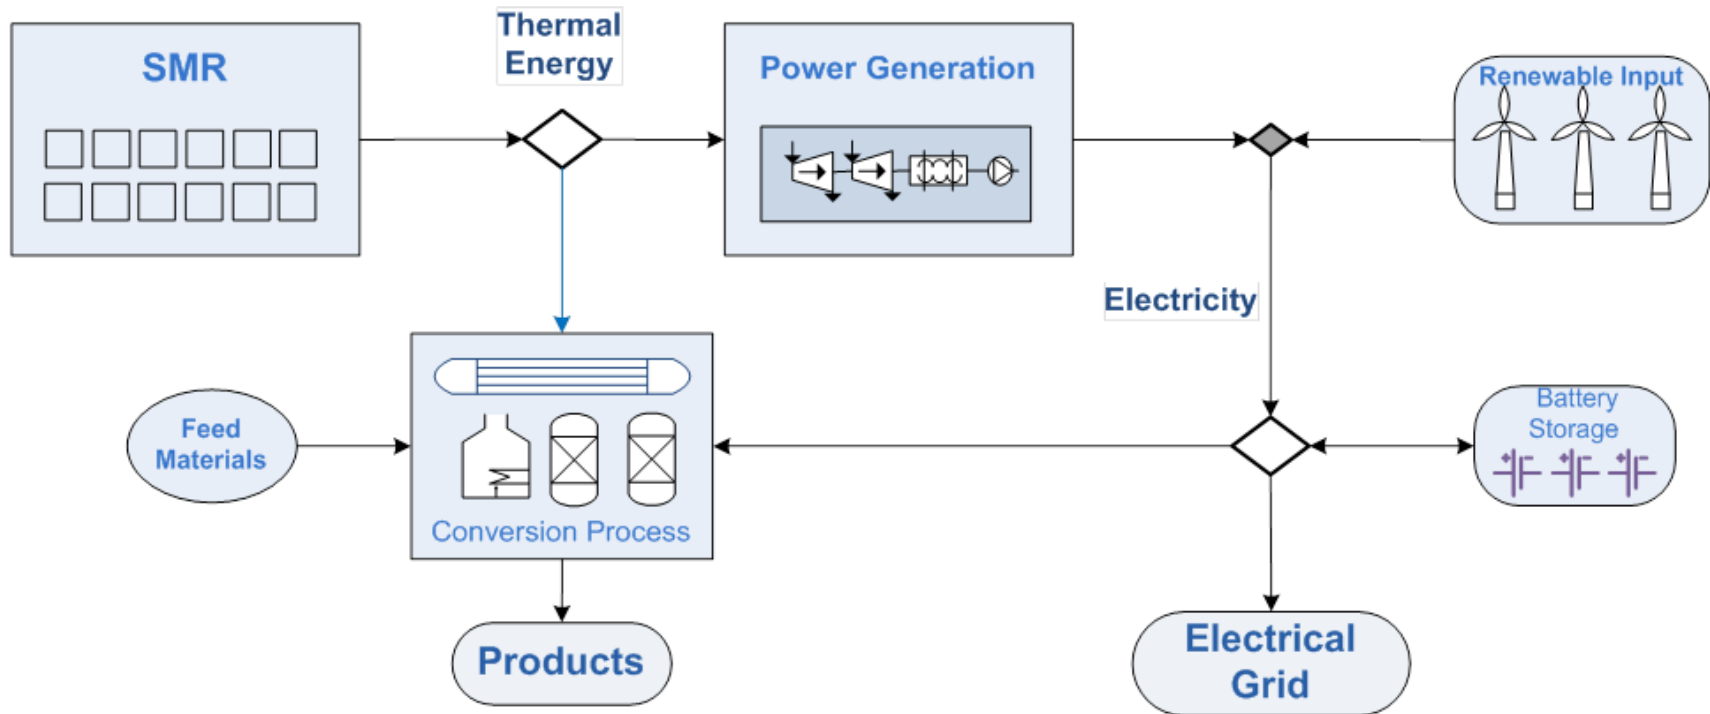 SMR
Thermal
Energy
Power Generation
Renewable Input
Electricity
Feed
Materials
Conversion Process
Battery
Storage
Products
Electrical
Grid